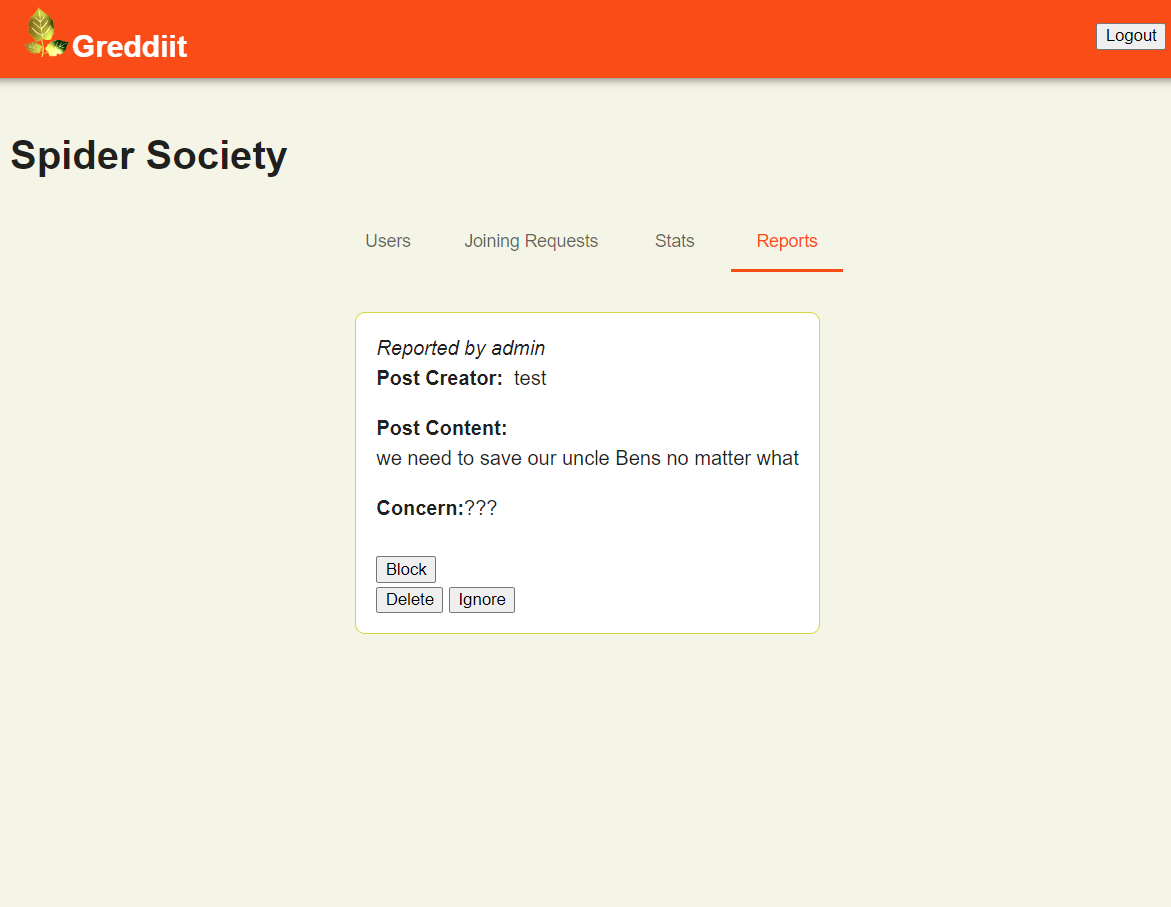 Greddiit
Logout
Spider Society
Users
Joining Requests
Stats
Reports
Reported by admin
Post Creator: test
Post Content:
we need to save our uncle Bens no matter what
Concern:???
Block
Delete Ignore